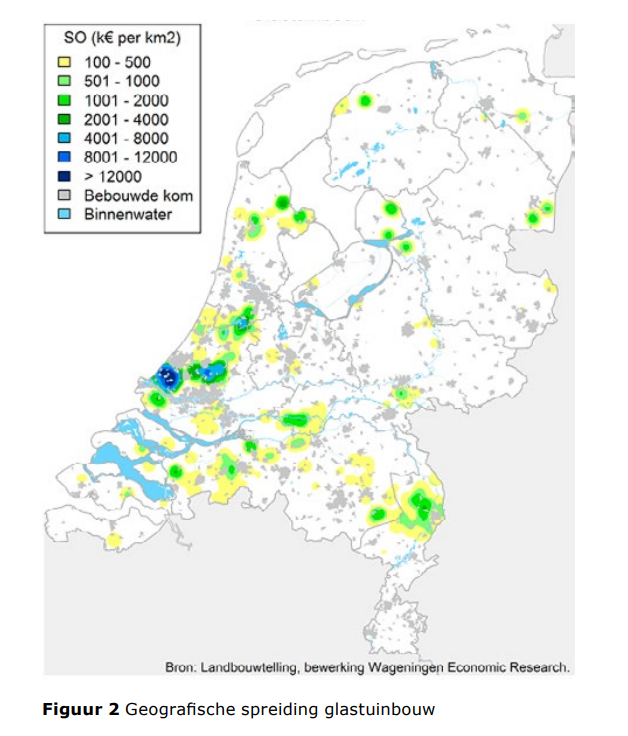 SO (k€ per km2)
100 - 500
501 - 1000
1001 - 2000
2001 - 4000
4001 - 8000
8001 - 12000
> 12000
Bebouwde kom
Binnenwater
Bron: Landbouwtelling, bewerking Wageningen Economic Research.
Figuur 2 Geografische spreiding glastuinbouw